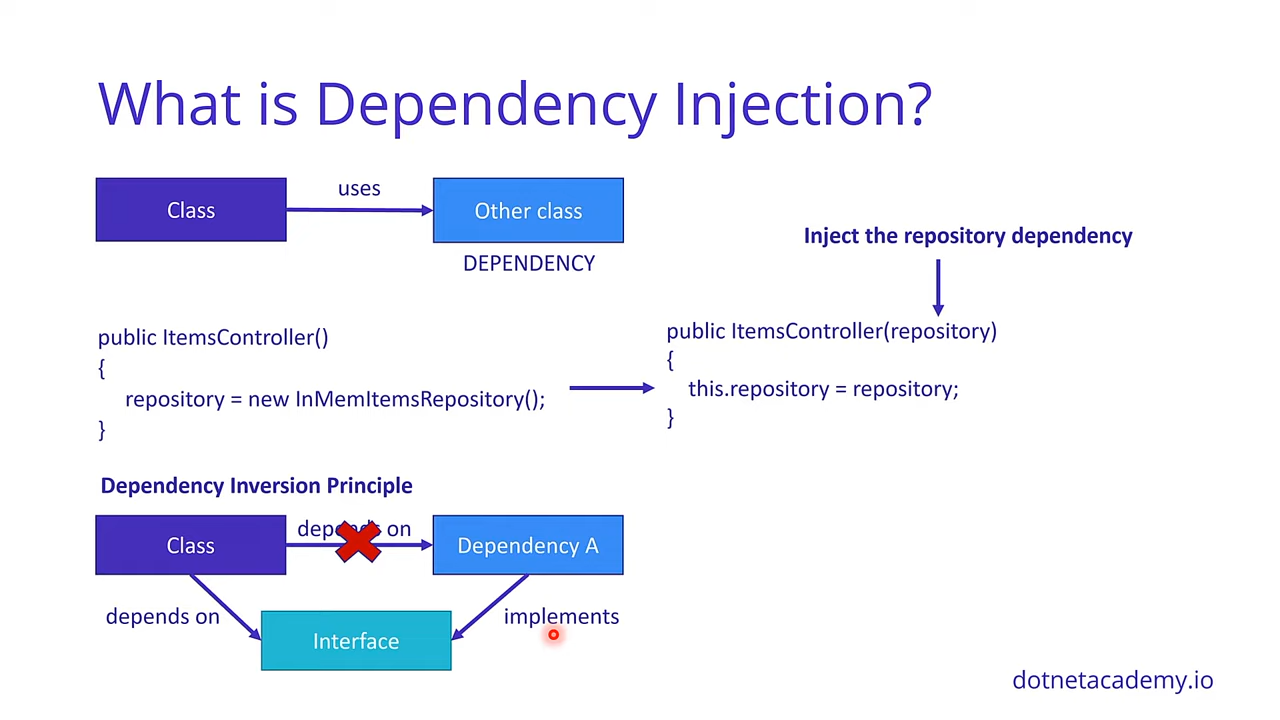 What is Dependency Injection?
Class
uses
Other class
DEPENDENCY
Inject the repository dependency
public ItemsController()
{
repository = new InMemItemsRepository();
}
public ItemsController(repository)
{
this.repository = repository;
}
Dependency Inversion Principle
Class
depends on
Dependency A
depends on
implements
Interface
dotnetacademy.io